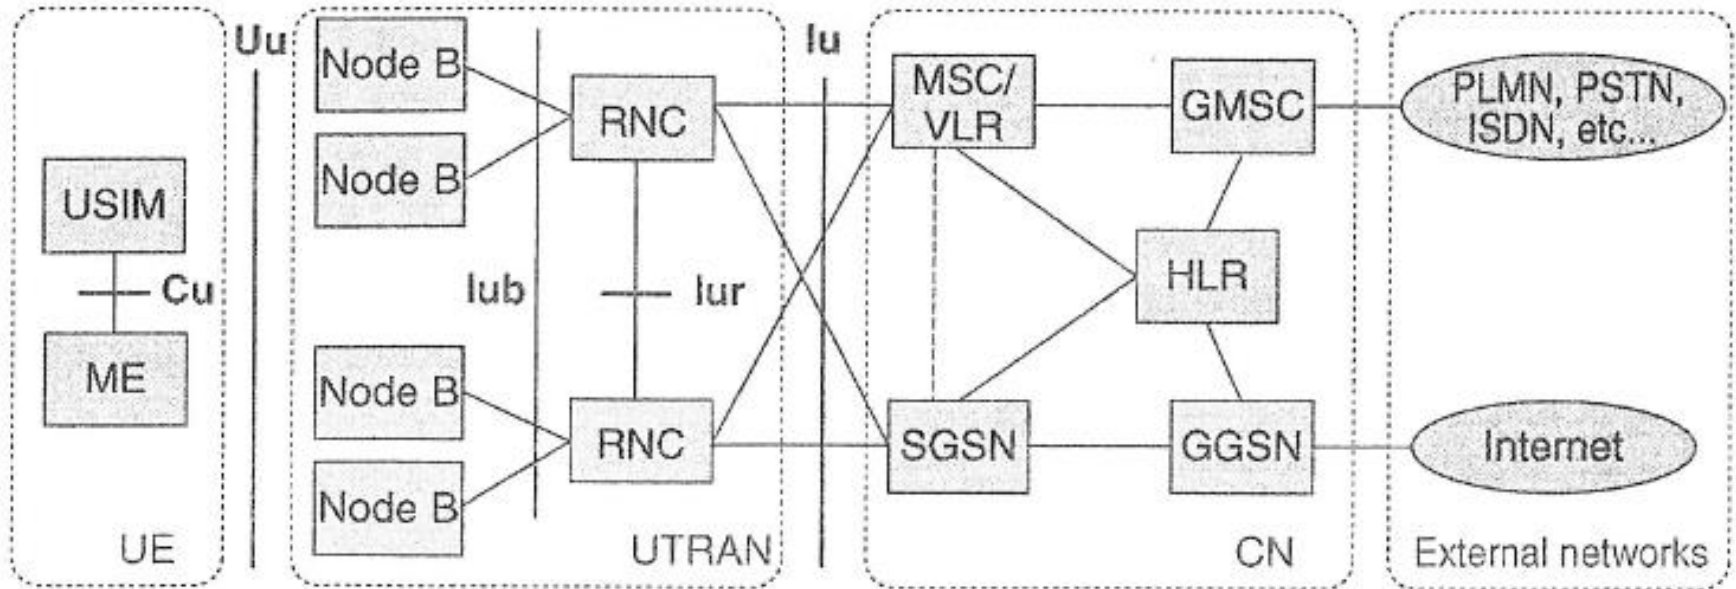 Uu
Iu
Node B
Node B
RNC
MSC/
VLR
GMSC
PLMN, PSTN,
ISDN, etc...
USIM
Cu
ME
Iub
Iur
HLR
Node B
Node B
RNC
SGSN
GGSN
Internet
UE
UTRAN
CN
External networks